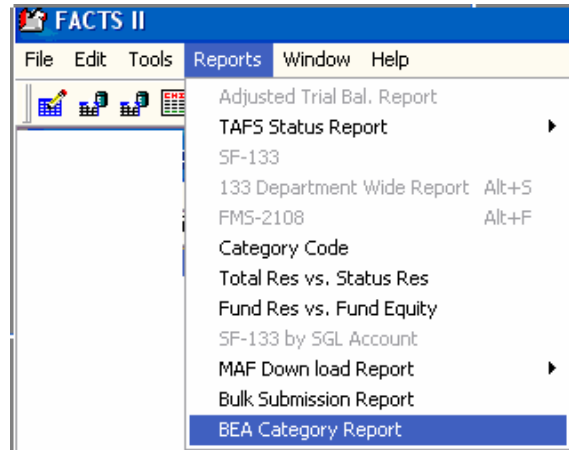 FACTS II
File Edit Tools Reports Window Help
Adjusted Trial Bal. Report
TAFS Status Report
SF-133
133 Department Wide Report Alt+S
FMS-2108 Alt+F
Category Code
Total Res vs. Status Res
Fund Res vs. Fund Equity
SF-133 by SGL Account
MAF Down load Report
Bulk Submission Report
BEA Category Report